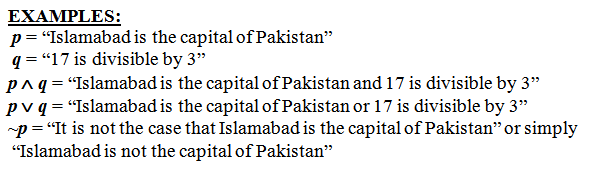 EXAMPLES:
p = “Islamabad is the capital of Pakistan”
q = “17 is divisible by 3”
p ∧ q = “Islamabad is the capital of Pakistan and 17 is divisible by 3”
p ∨ q = “Islamabad is the capital of Pakistan or 17 is divisible by 3”
~p = “It is not the case that Islamabad is the capital of Pakistan” or simply
“Islamabad is not the capital of Pakistan”